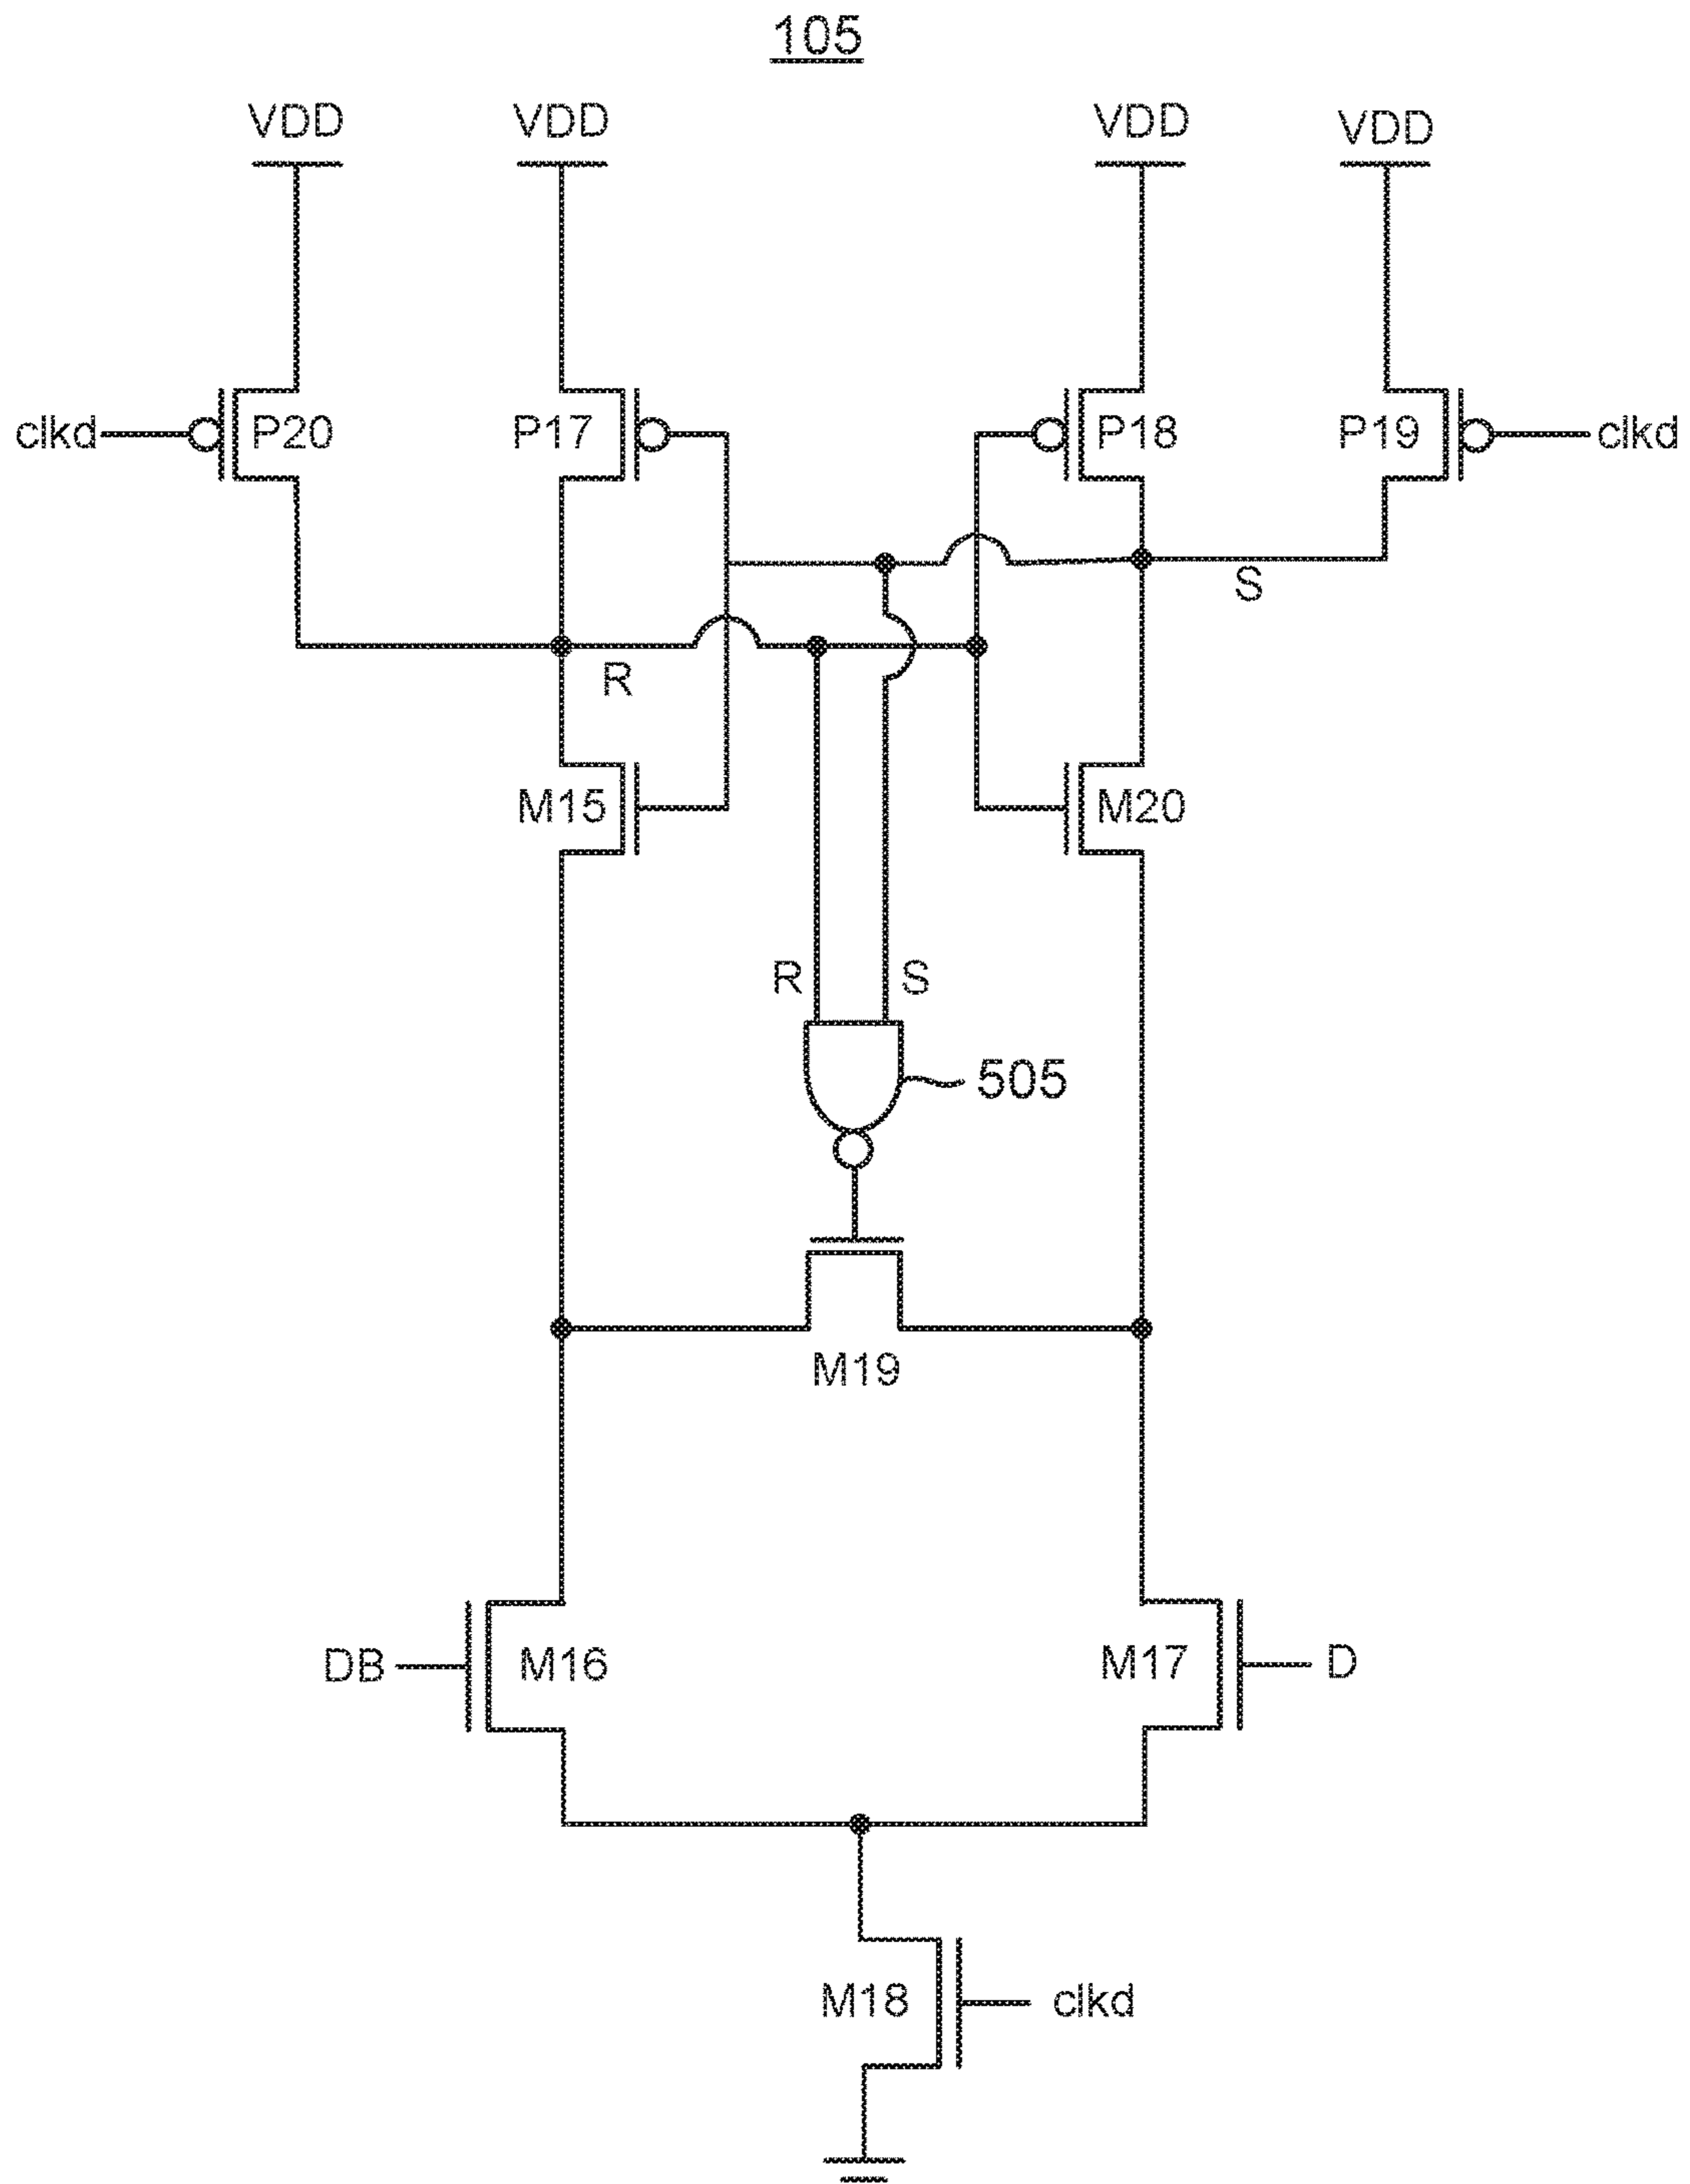 105
VDD VDD VDD VDD
clkd P20 P17 P18 P19 clkd
S
R
M15 M20
R S
505
M19
DB M16 M17 D
M18 clkd